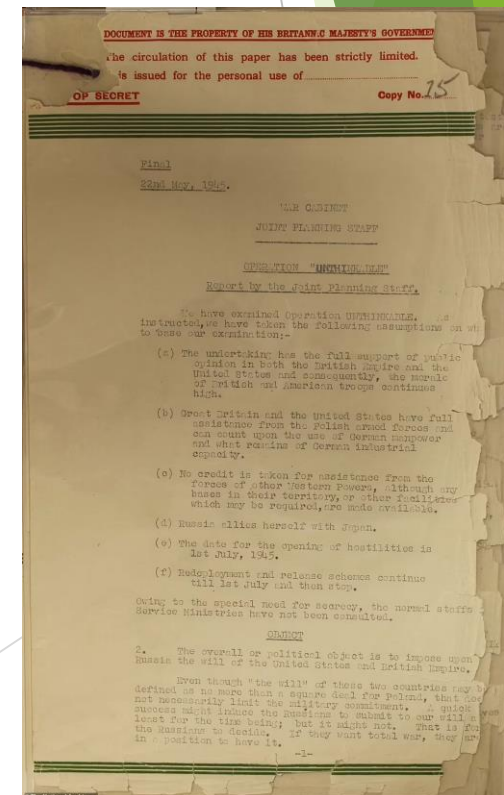 DOCUMENT IS THE PROPERTY OF HIS BRITANNIC MAJESTY'S GOVERNME
he circulation of this paper has been strictly limited.
is issued for the personal use of
OP SECRET
Copy No. 15
Final
22nd May, 1945.
WAR CABINET
JOINT PLANNING STAFF
OPERATION "UNTHINKABLE"
Report by the Joint Planning Staff.
We have examined Operation UNTHINKABLE. As
instructed, we have taken the following assumptions on wh
to base our examination:-
(a) The undertaking has the full support of public
opinion in both the British Empire and the
United States and consequently, the morale
of British and American troops continues
high.
(b) Great Britain and the United States have full
assistance from the Polish armed forces and
can count upon the use of German manpower
and what remains of German industrial
capacity.
(c) No credit is taken for assistance from the
forces of other Western Powers, although any
bases in their territory, or other facilities
which may be required, are made available.
(d) Russia allies herself with Japan.
(e) The date for the opening of hostilities is
1st July, 1945.
(f) Redeployment and release schemes continue
till 1st July and then stop.
Owing to the special need for secrecy, the normal staffs
Service Ministries have not been consulted.
OBJECT
2. The overall or political object is to impose upon
Russia the will of the United States and British Empire.
Even though "the will" of these two countries may b
defined as no more than a square deal for Poland, that does
not necessarily limit the military commitment. A quick
success might induce the Russians to submit to our will a
least for the time being; but it might not. That is for
the Russians to decide. If they want total war, they are
in a position to have it.
-1-